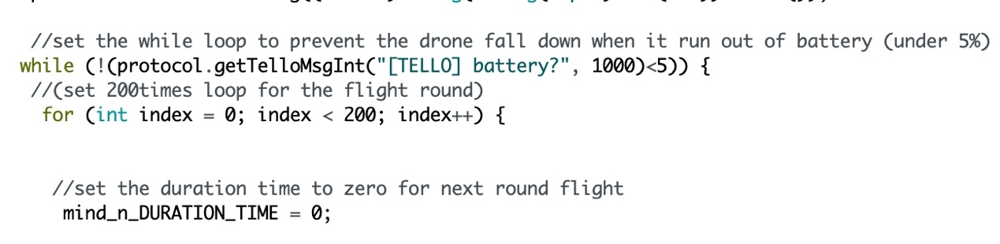 //set the while loop to prevent the drone fall down when it run out of battery (under 5%)
while (!(protocol.getTelloMsgInt("[TELLO] battery?", 1000)<5)) {
//(set 200times loop for the flight round)
for (int index = 0; index < 200; index++) {
//set the duration time to zero for next round flight
mind_n_DURATION_TIME = 0;